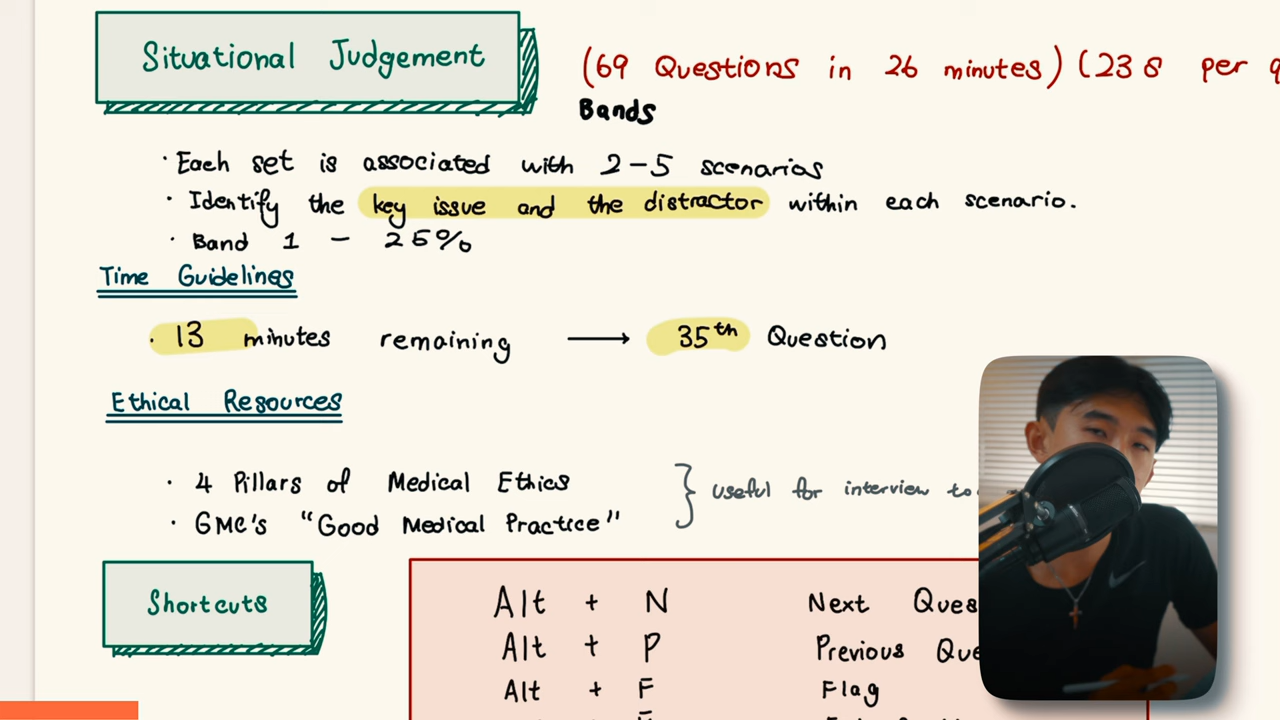 Situational Judgement
(69 Questions in 26 minutes) (23 s per
Bands
· Each set is associated with 2-5 scenarios
· Identify the key issue and the distractor within each scenario.
· Band 1 - 25%
Time Guidelines
· 13 minutes remaining → 35th Question
Ethical Resources
· 4 Pillars of Medical Ethics
· GMC's "Good Medical Practice"
} useful for interview to
Shortcuts
Alt + N Next Ques
Alt + P Previous Que
Alt + F Flag